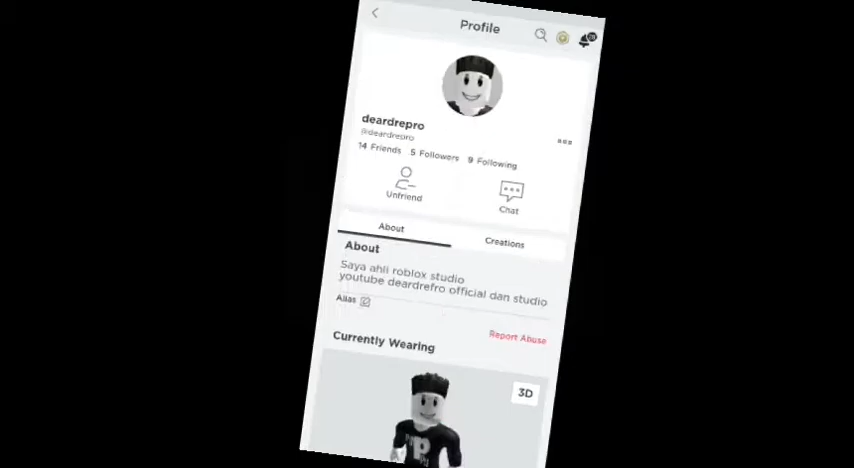 Profile
deardrepro
@deardrepro
14 Friends 5 Followers 9 Following
Unfriend
Chat
About
Creations
About
Saya ahli roblox studio
youtube deardrefro official dan studio
Alias
Report Abuse
Currently Wearing
3D